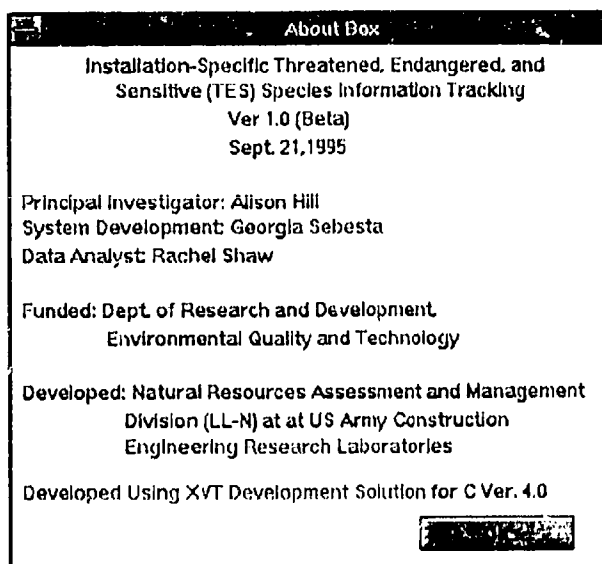 About Box
Installation-Specific Threatened, Endangered, and
Sensitive (TES) Species Information Tracking
Ver 1.0 (Beta)
Sept. 21,1995
Principal Investigator: Alison Hill
System Development: Georgia Sebesta
Data Analyst: Rachel Shaw
Funded: Dept. of Research and Development
Environmental Quality and Technology
Developed: Natural Resources Assessment and Management
Division (LL-N) at at US Army Construction
Engineering Research Laboratories
Developed Using XVT Development Solution for C Ver. 4.0